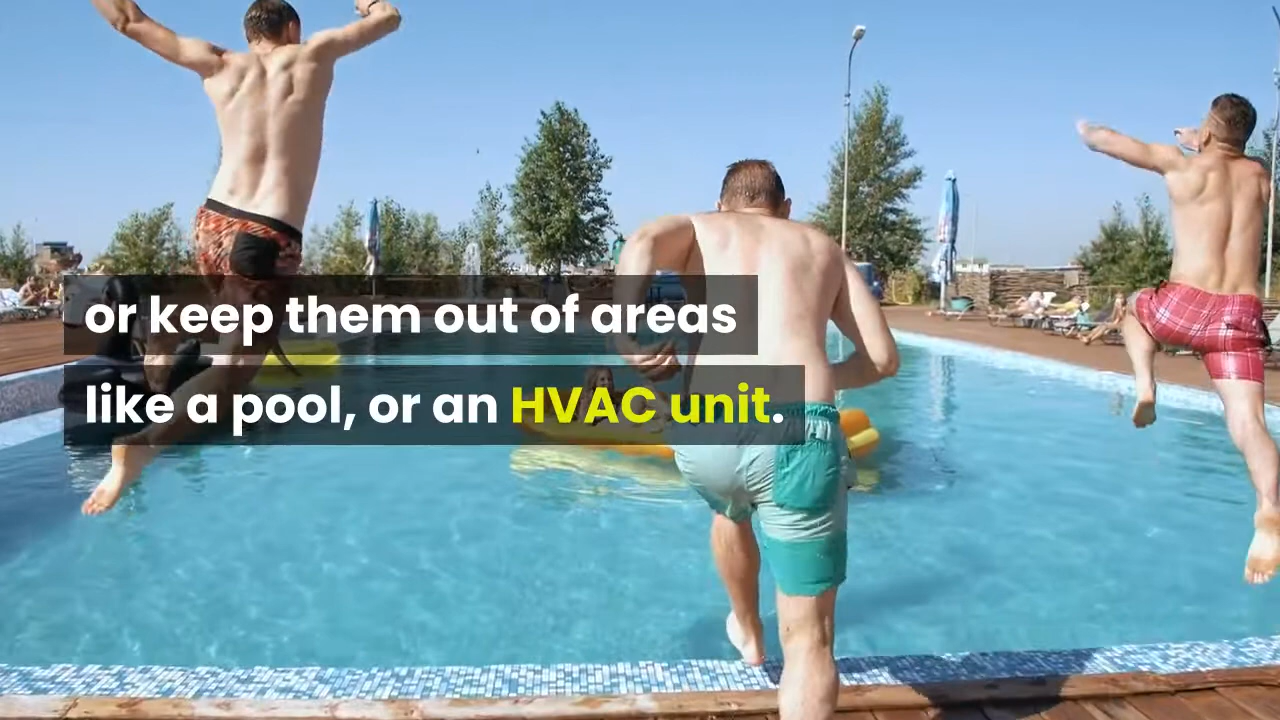 or keep them out of areas
like a pool, or an HVAC unit.